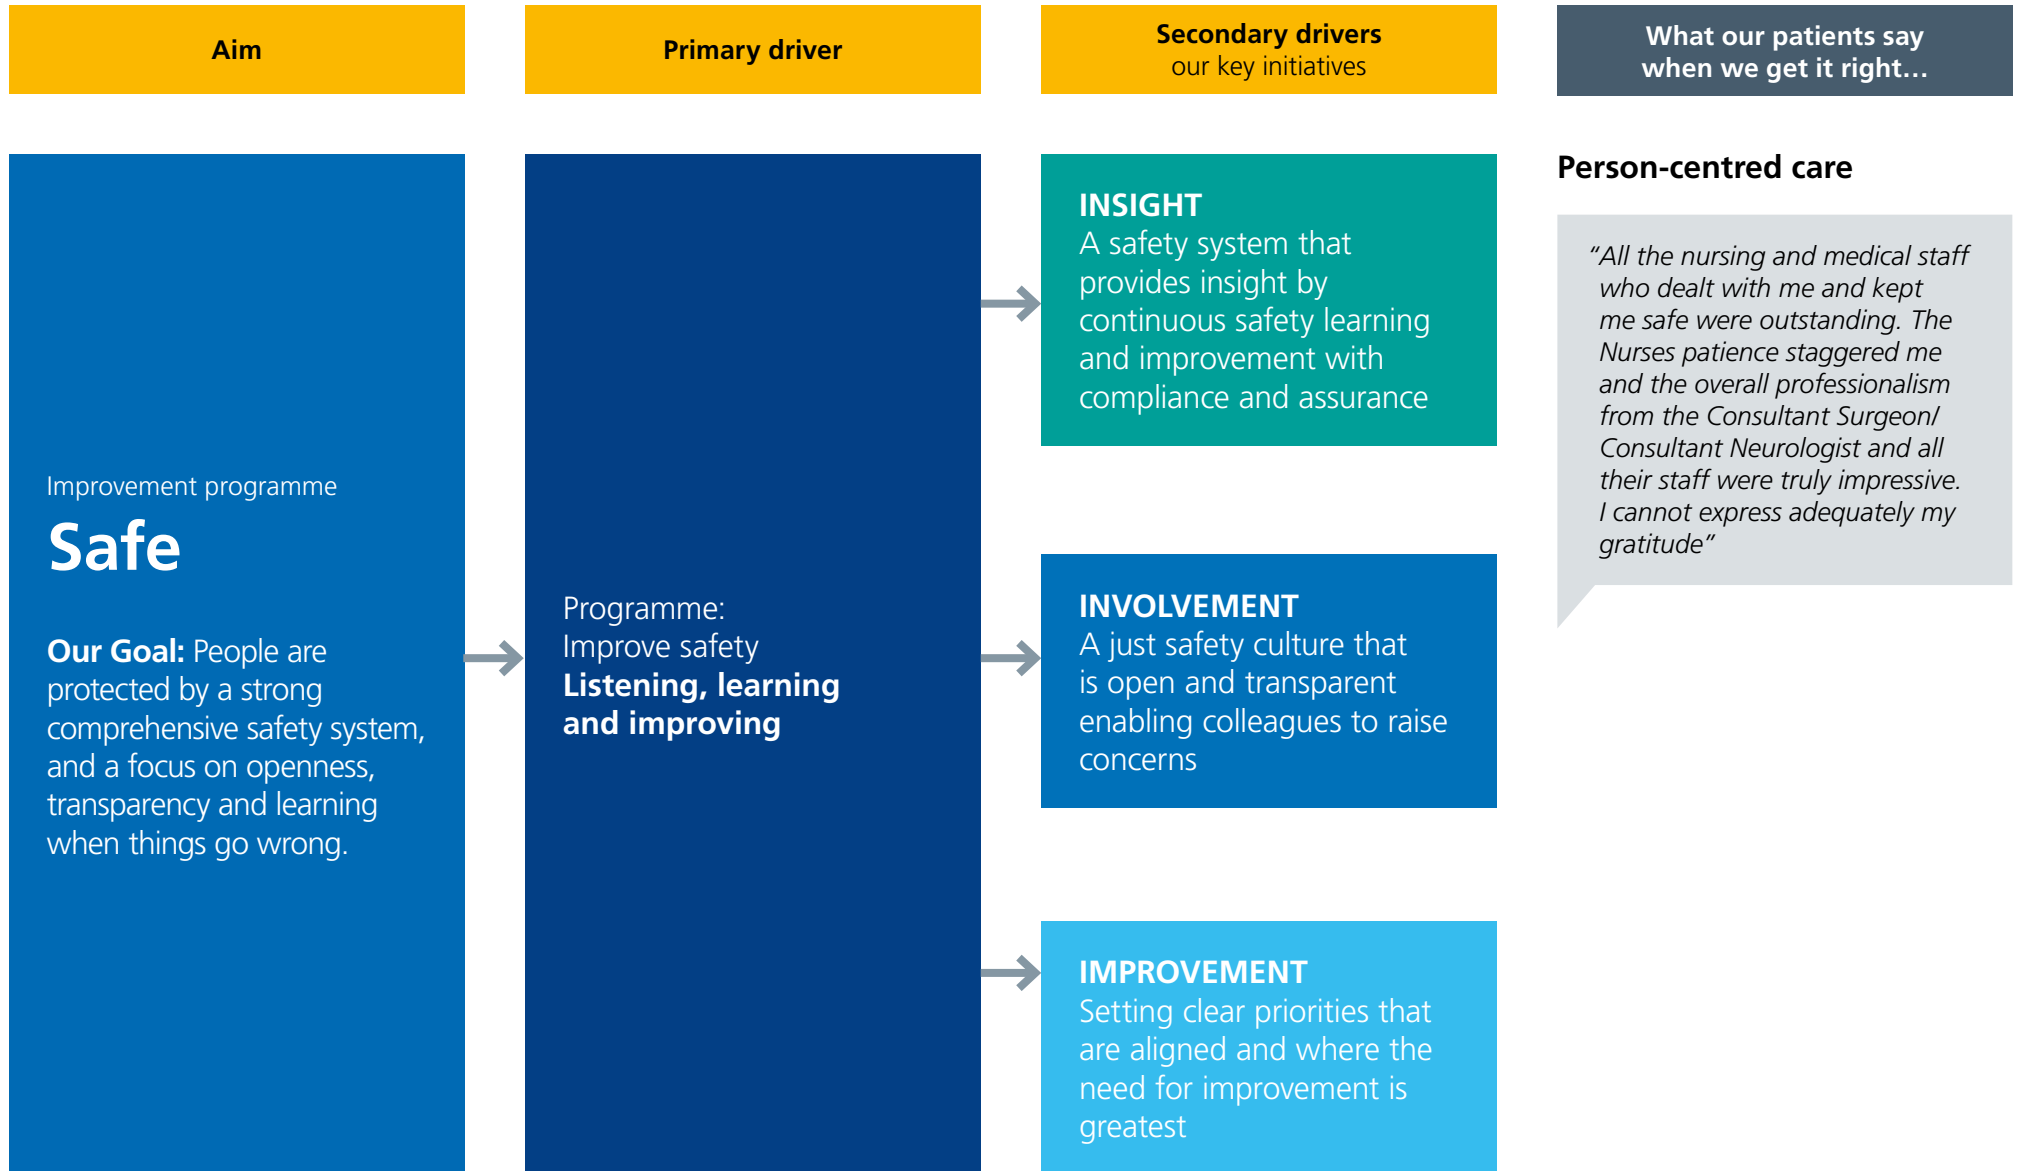 Aim
Primary driver
Secondary drivers
our key initiatives
What our patients say
when we get it right...
Improvement programme
Safe
Our Goal: People are
protected by a strong
comprehensive safety system,
and a focus on openness,
transparency and learning
when things go wrong.
Programme:
Improve safety
Listening, learning
and improving
INSIGHT
A safety system that
provides insight by
continuous safety learning
and improvement with
compliance and assurance
INVOLVEMENT
A just safety culture that
is open and transparent
enabling colleagues to raise
concerns
IMPROVEMENT
Setting clear priorities that
are aligned and where the
need for improvement is
greatest
Person-centred care
“All the nursing and medical staff
who dealt with me and kept
me safe were outstanding. The
Nurses patience staggered me
and the overall professionalism
from the Consultant Surgeon/
Consultant Neurologist and all
their staff were truly impressive.
I cannot express adequately my
gratitude”